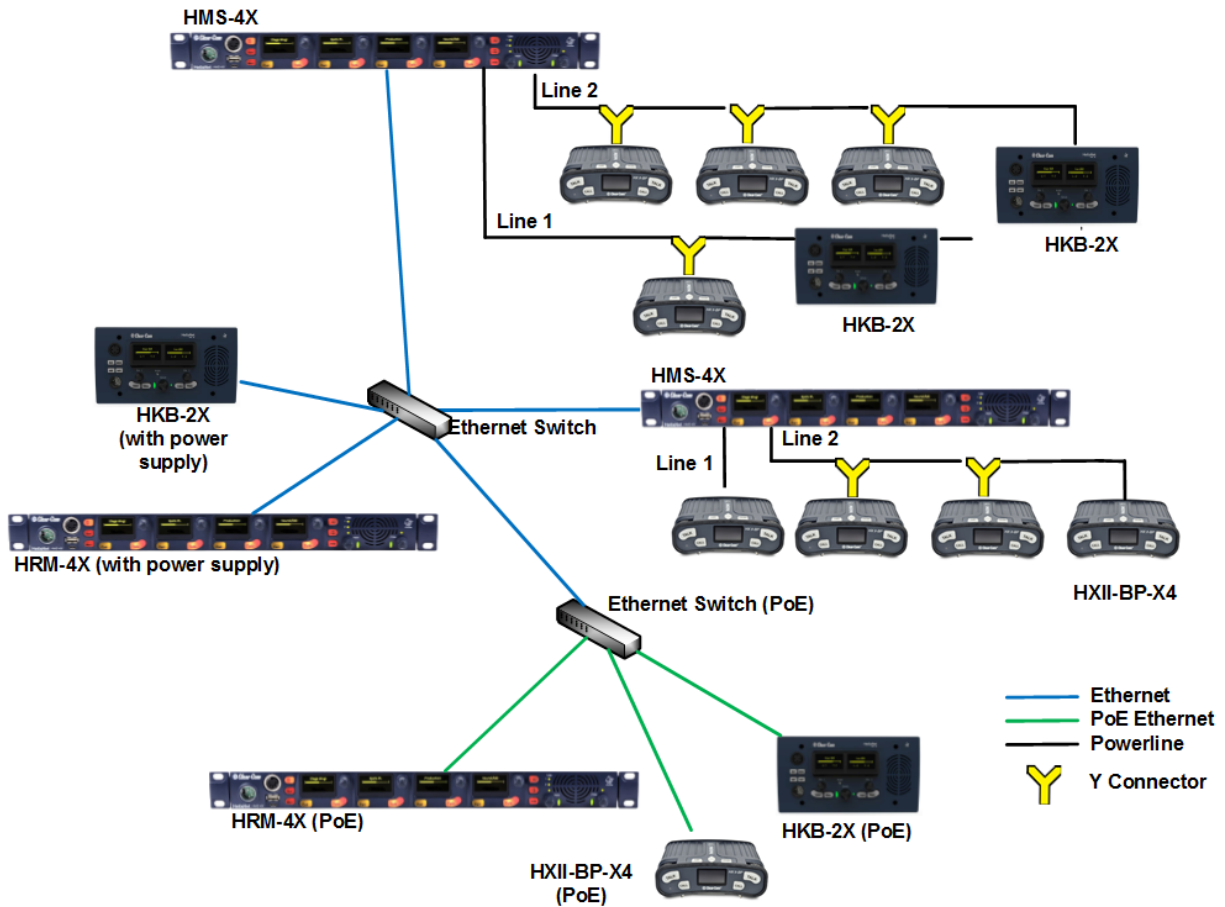 HMS-4X
Line 2
HKB-2X
Line 1
HKB-2X
HKB-2X
(with power
supply)
Ethernet Switch
HMS-4X
Line 1
Line 2
HXII-BP-X4
HRM-4X (with power supply)
Ethernet Switch (PoE)
HRM-4X (PoE)
HXII-BP-X4
(PoE)
HKB-2X (PoE)
Ethernet
PoE Ethernet
Powerline
Y Connector